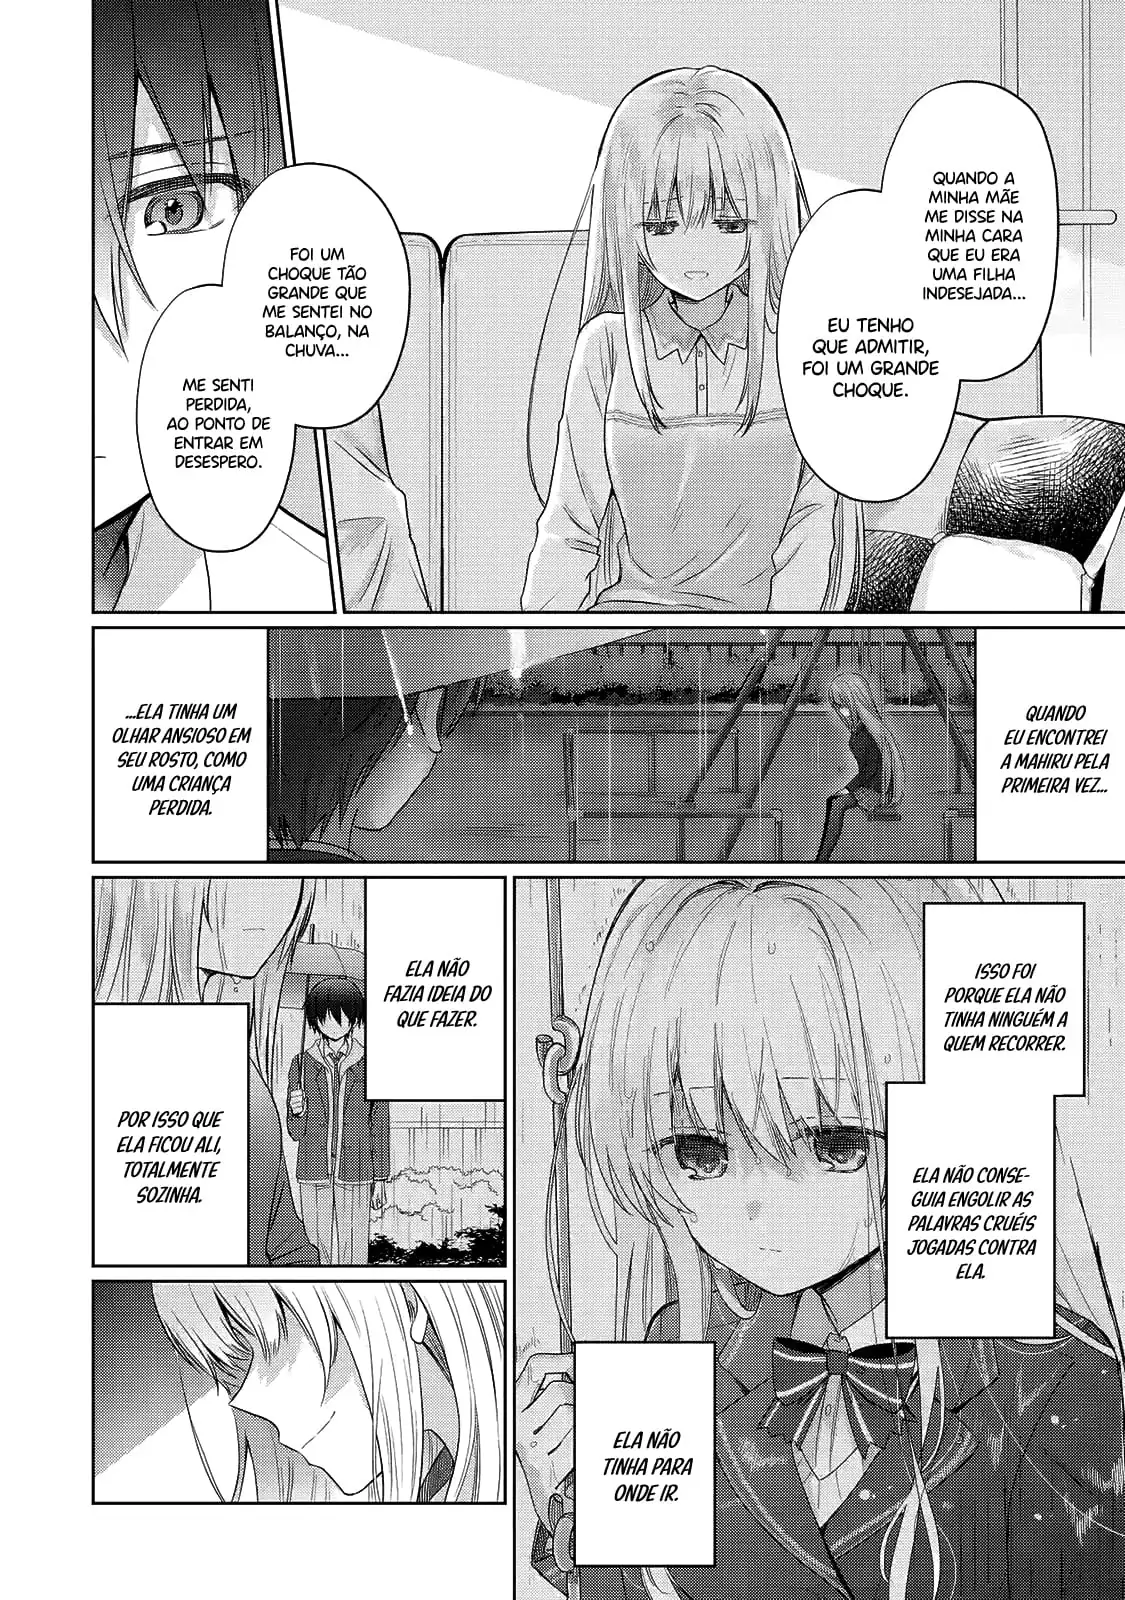 QUANDO A
MINHA MÃE
ME DISSE NA
MINHA CARA
QUE EU ERA
UMA FILHA
INDESEJADA...
EU TENHO
QUE ADMITIR,
FOI UM GRANDE
CHOQUE.
FOI UM
CHOQUE TÃO
GRANDE QUE
ME SENTEI NO
BALANÇO, NA
CHUVA...
ME SENTI
PERDIDA,
AO PONTO DE
ENTRAR EM
DESESPERO.
QUANDO
EU ENCONTREI
A MAHIRU PELA
PRIMEIRA VEZ...
...ELA TINHA UM
OLHAR ANSIOSO EM
SEU ROSTO, COMO
UMA CRIANÇA
PERDIDA.
ISSO FOI
PORQUE ELA NÃO
TINHA NINGUÉM A
QUEM RECORRER.
ELA NÃO CONSE-
GUIA ENGOLIR AS
PALAVRAS CRUÉIS
JOGADAS CONTRA
ELA.
ELA NÃO
TINHA PARA
ONDE IR.
ELA NÃO
FAZIA IDEIA DO
QUE FAZER.
POR ISSO QUE
ELA FICOU ALI,
TOTALMENTE
SOZINHA.